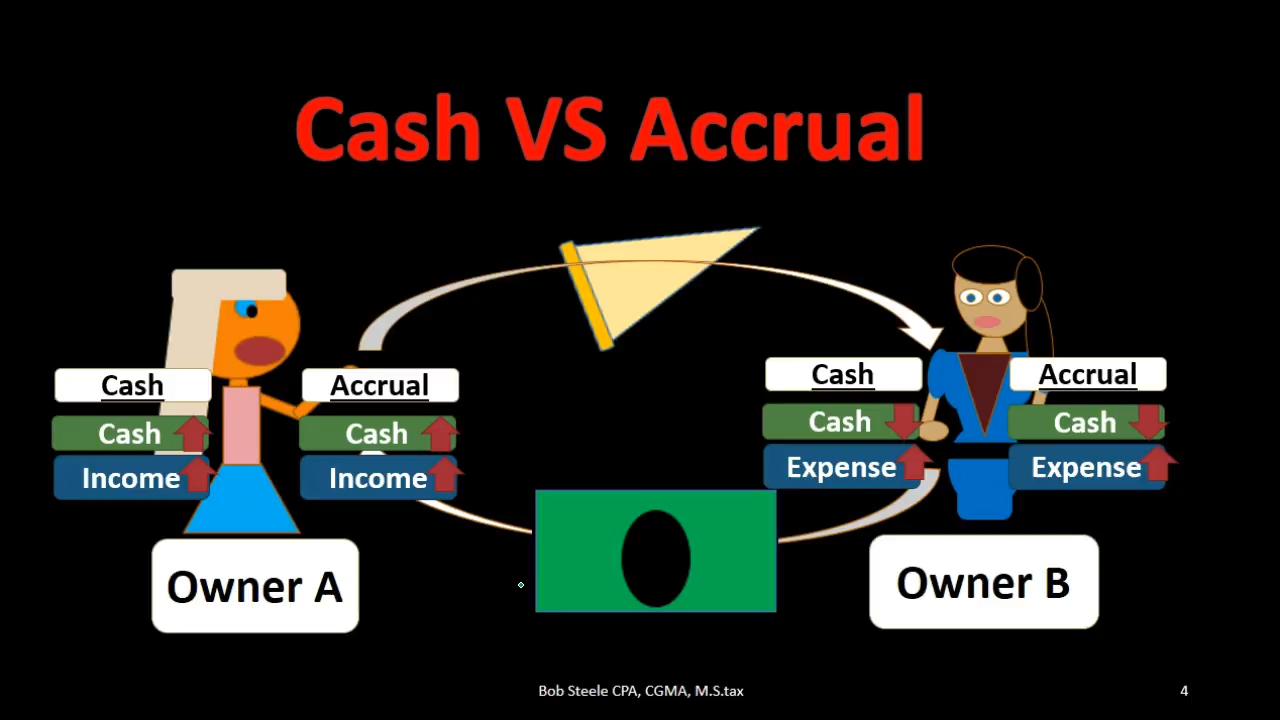 Cash VS Accrual
Cash
Cash
Income
Accrual
Cash
Income
Owner A
Cash
Cash
Expense
Accrual
Cash
Expense
Owner B
Bob Steele CPA, CGMA, M.S.tax
4